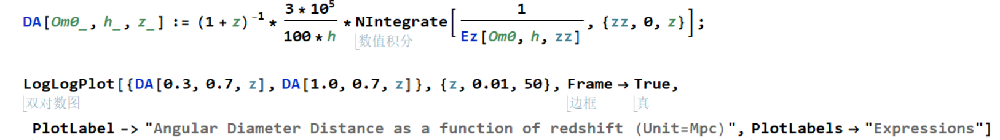 DA[Om0_, h_, z_] := (1 + z)^-1 * (3 * 10^5)/(100 * h) * NIntegrate[1/Ez[Om0, h, zz], {zz, 0, z}];
数值积分
LogLogPlot[{DA[0.3, 0.7, z], DA[1.0, 0.7, z]}, {z, 0.01, 50}, Frame → True,
双对数图 边框 真
PlotLabel -> "Angular Diameter Distance as a function of redshift (Unit=Mpc)", PlotLabels → "Expressions"]